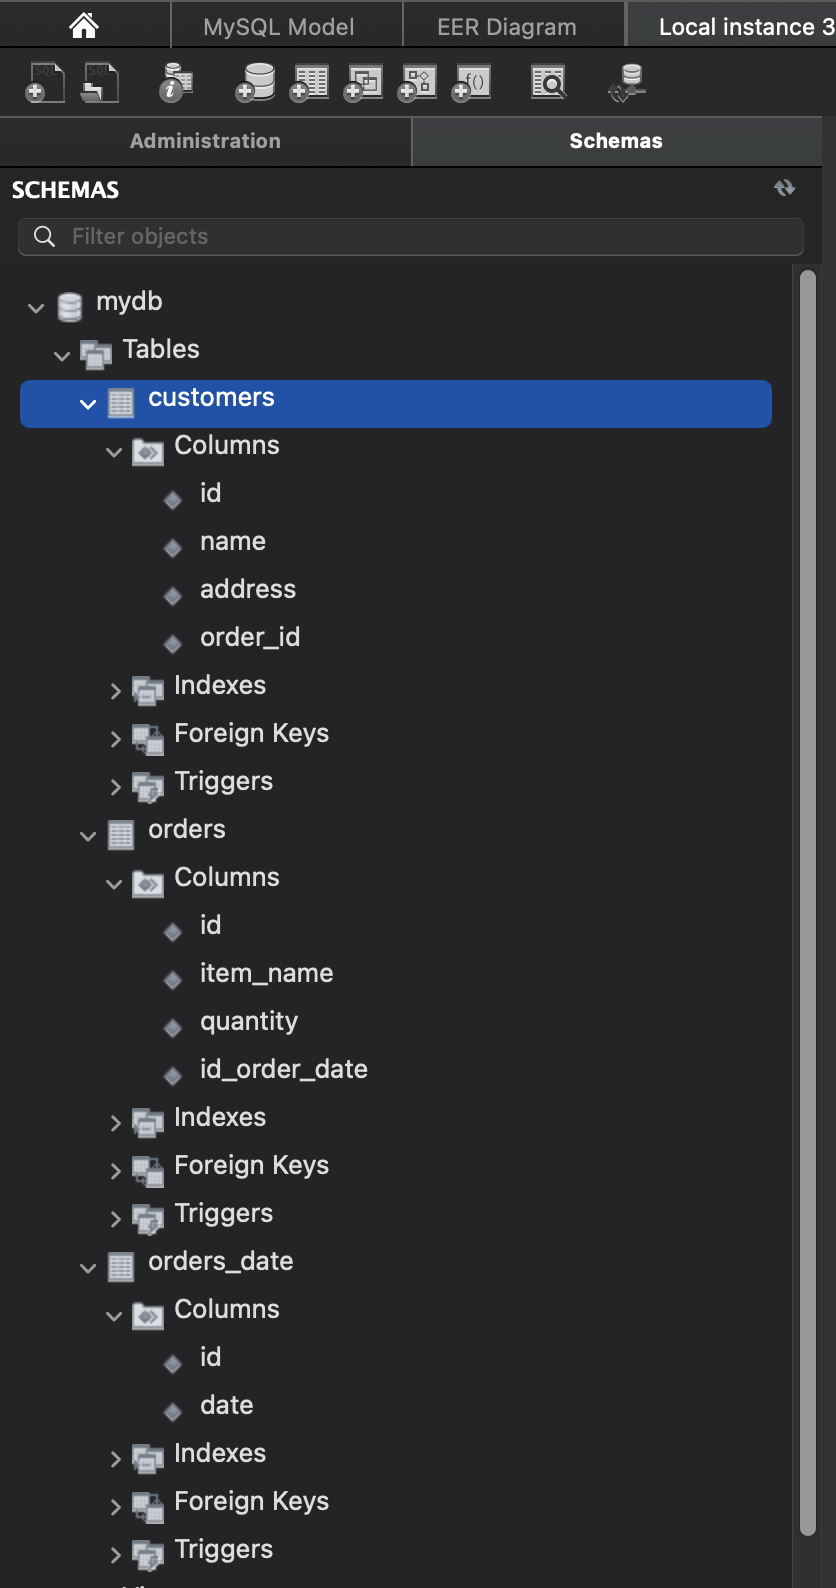 MySQL Model EER Diagram Local instance 3
SQL SQL f()
Administration Schemas
SCHEMAS
Filter objects
mydb
Tables
customers
Columns
id
name
address
order_id
Indexes
Foreign Keys
Triggers
orders
Columns
id
item_name
quantity
id_order_date
Indexes
Foreign Keys
Triggers
orders_date
Columns
id
date
Indexes
Foreign Keys
Triggers